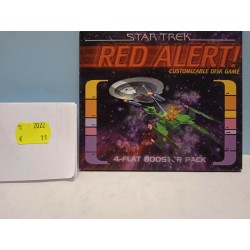 STAR TREK
RED ALERT!
CUSTOMIZABLE DISK GAME
4-FLAT BOOSTER PACK
2022
€ 11